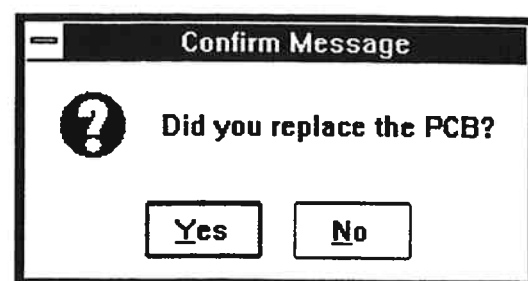 Confirm Message
Did you replace the PCB?
Yes
No